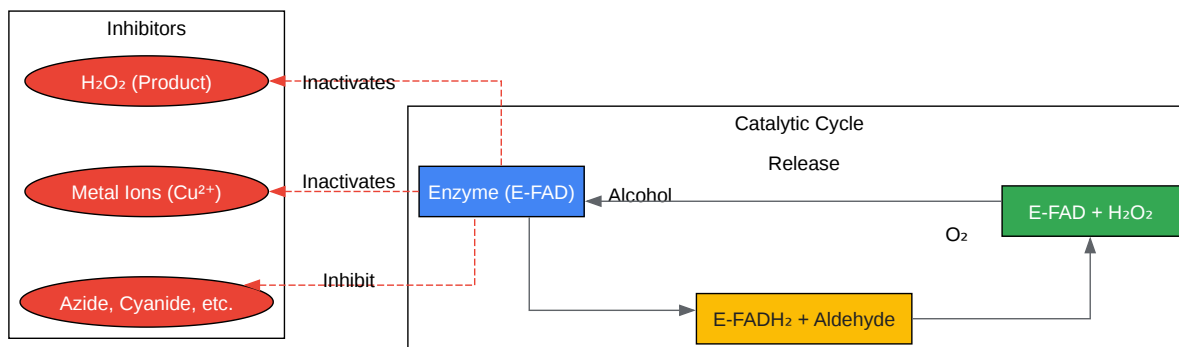 Inhibitors
H₂O₂ (Product)
Inactivates
Catalytic Cycle
Release
Metal Ions (Cu²⁺)
Inactivates
Enzyme (E-FAD)
Alcohol
E-FAD + H₂O₂
O₂
Azide, Cyanide, etc.
Inhibit
E-FADH₂ + Aldehyde